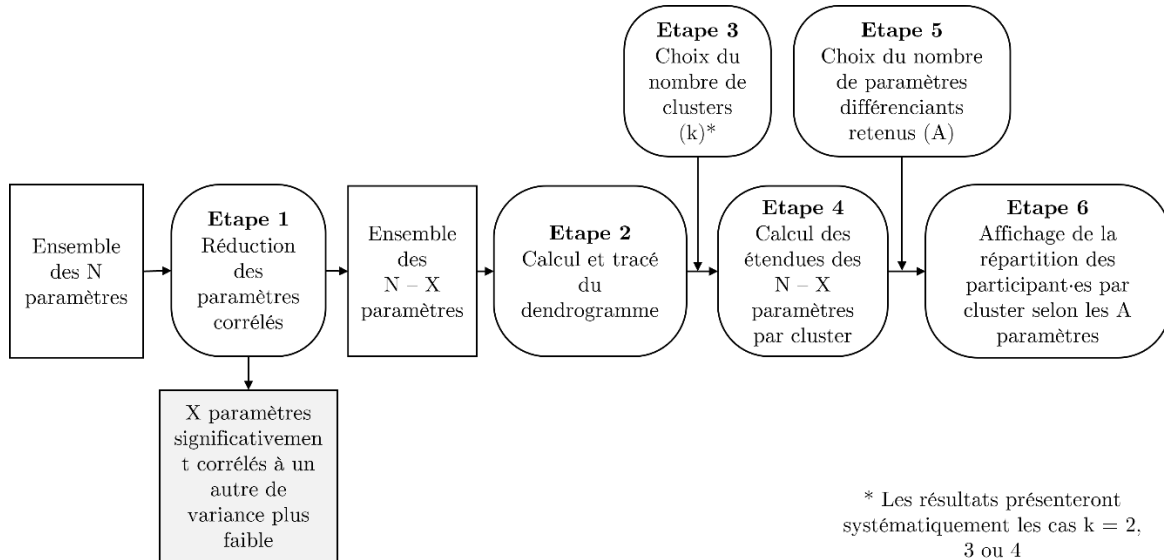 Etape 3
Choix du
nombre de
clusters
(k)*
Etape 5
Choix du nombre
de paramètres
différenciants
retenus (A)
Ensemble
des N
paramètres
Etape 1
Réduction
des
paramètres
corrélés
Ensemble
des
N – X
paramètres
Etape 2
Calcul et tracé
du
dendrogramme
Etape 4
Calcul des
étendues des
N – X
paramètres
par cluster
Etape 6
Affichage de la
répartition des
participant·es par
cluster selon les A
paramètres
X paramètres
significativemen
t corrélés à un
autre de
variance plus
faible
* Les résultats présenteront
systématiquement les cas k = 2,
3 ou 4